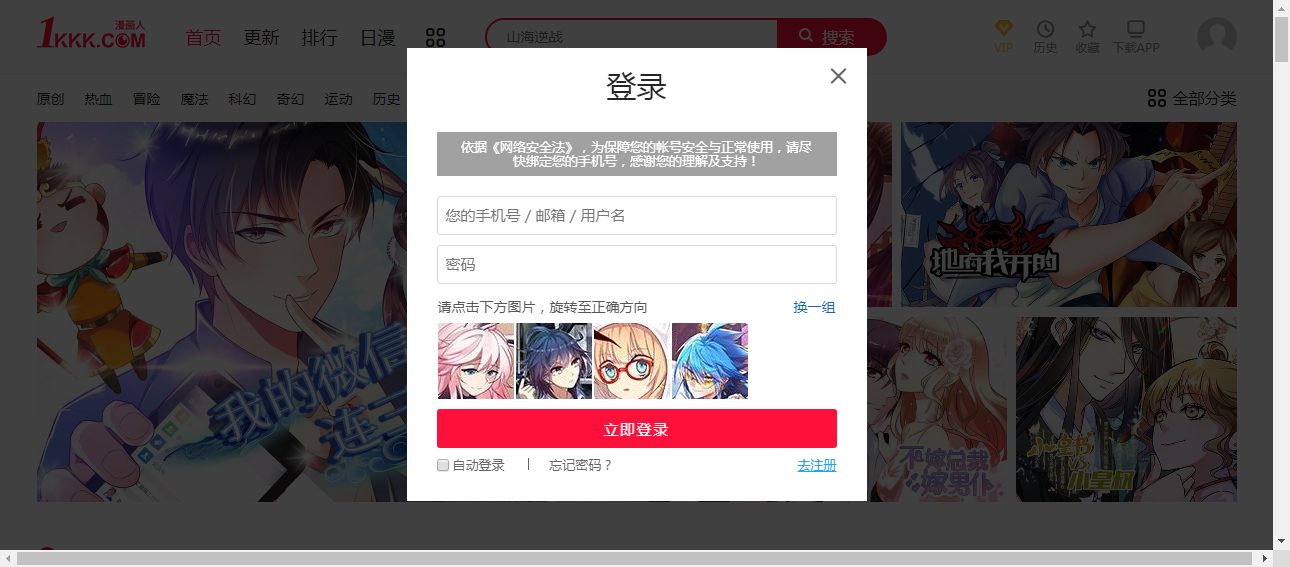 漫画人
1KKK.COM
首页 更新 排行 日漫
山海逆战
搜索
VIP 历史 收藏 下载APP
原创 热血 冒险 魔法 科幻 奇幻 运动 历史
全部分类
登录
依据《网络安全法》，为保障您的帐号安全与正常使用，请尽
快绑定您的手机号，感谢您的理解及支持！
您的手机号 / 邮箱 / 用户名
密码
请点击下方图片，旋转至正确方向
换一组
立即登录
自动登录 | 忘记密码？
去注册
我的微信
连三
地府我开的
不嫁总裁
嫁男仆